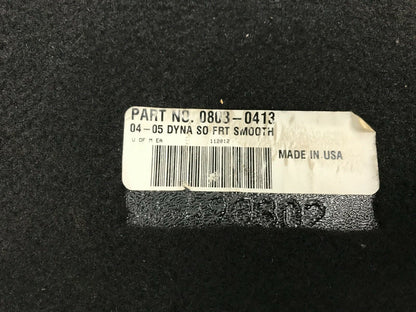 PART NO. 0803-0413
04-05 DYNA SO FRT SMOOTH
U OF M EA 112012
MADE IN USA